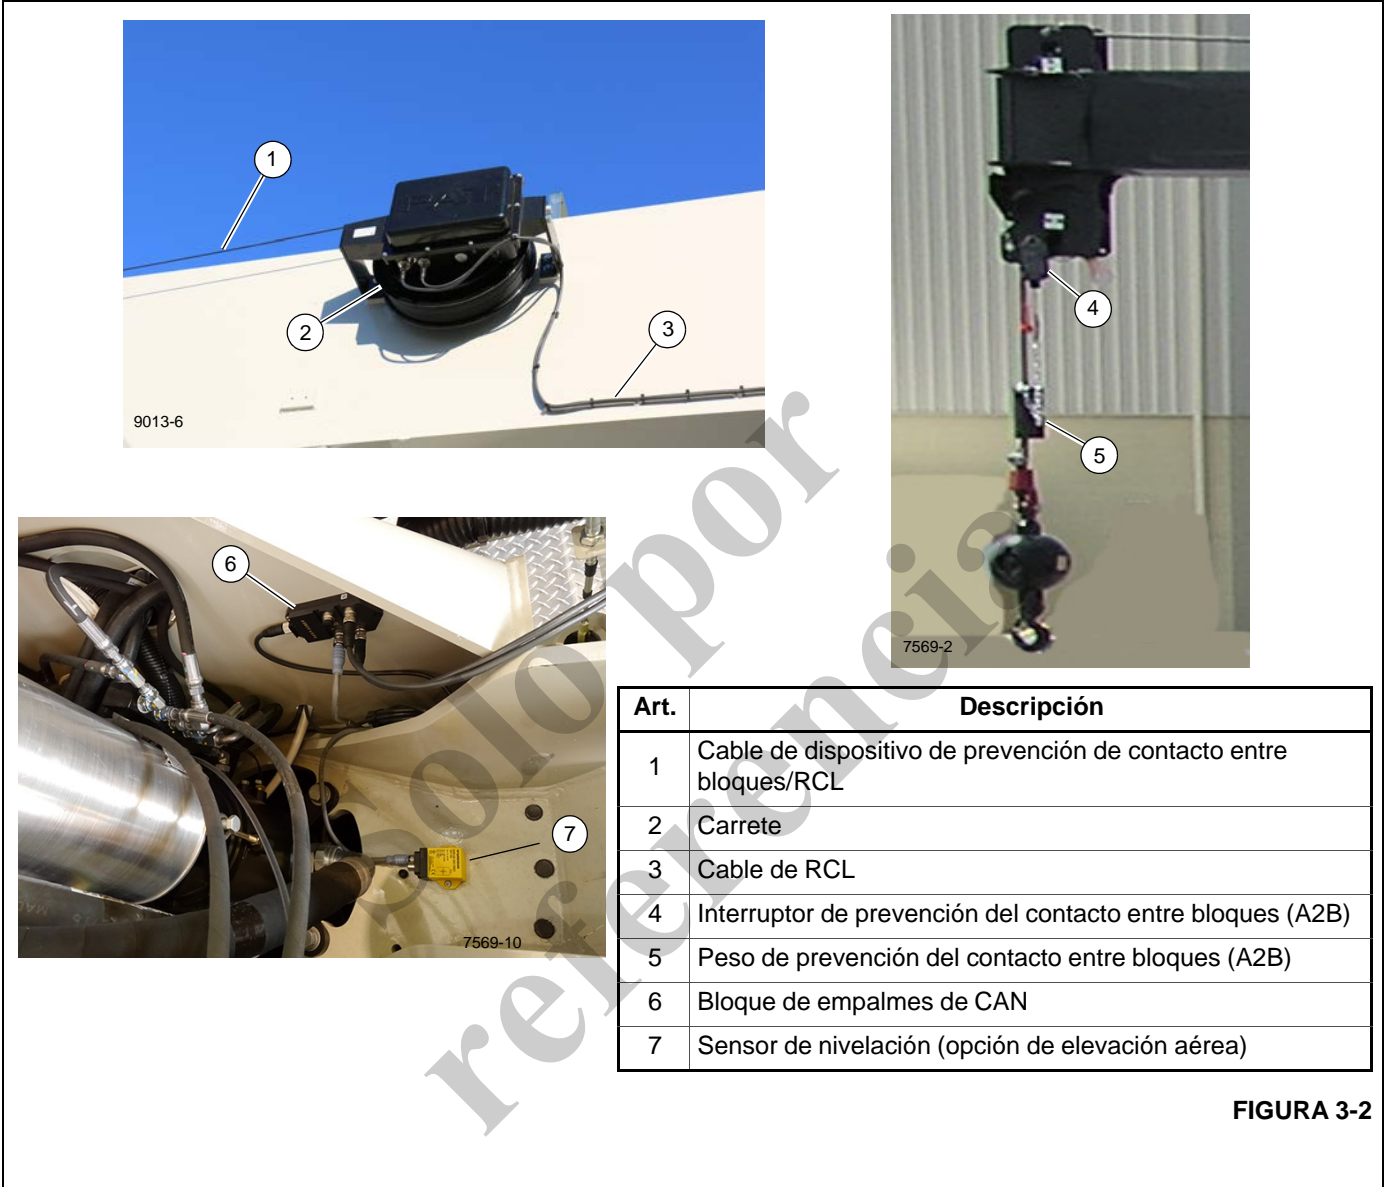 1
2
3
9013-6
4
5
7569-2
6
7
7569-10
Art. Descripción
1 Cable de dispositivo de prevención de contacto entre
bloques/RCL
2 Carrete
3 Cable de RCL
4 Interruptor de prevención del contacto entre bloques (A2B)
5 Peso de prevención del contacto entre bloques (A2B)
6 Bloque de empalmes de CAN
7 Sensor de nivelación (opción de elevación aérea)
FIGURA 3-2
Solo por
referencia